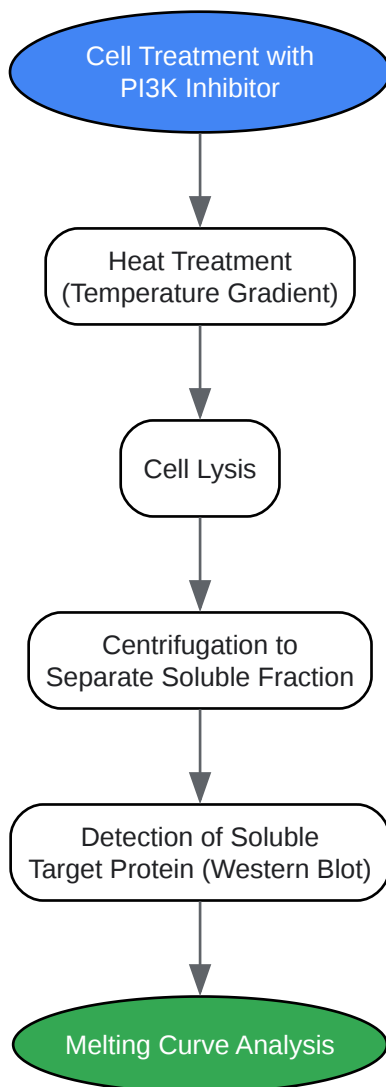 Cell Treatment with
PI3K Inhibitor
Heat Treatment
(Temperature Gradient)
Cell Lysis
Centrifugation to
Separate Soluble Fraction
Detection of Soluble
Target Protein (Western Blot)
Melting Curve Analysis